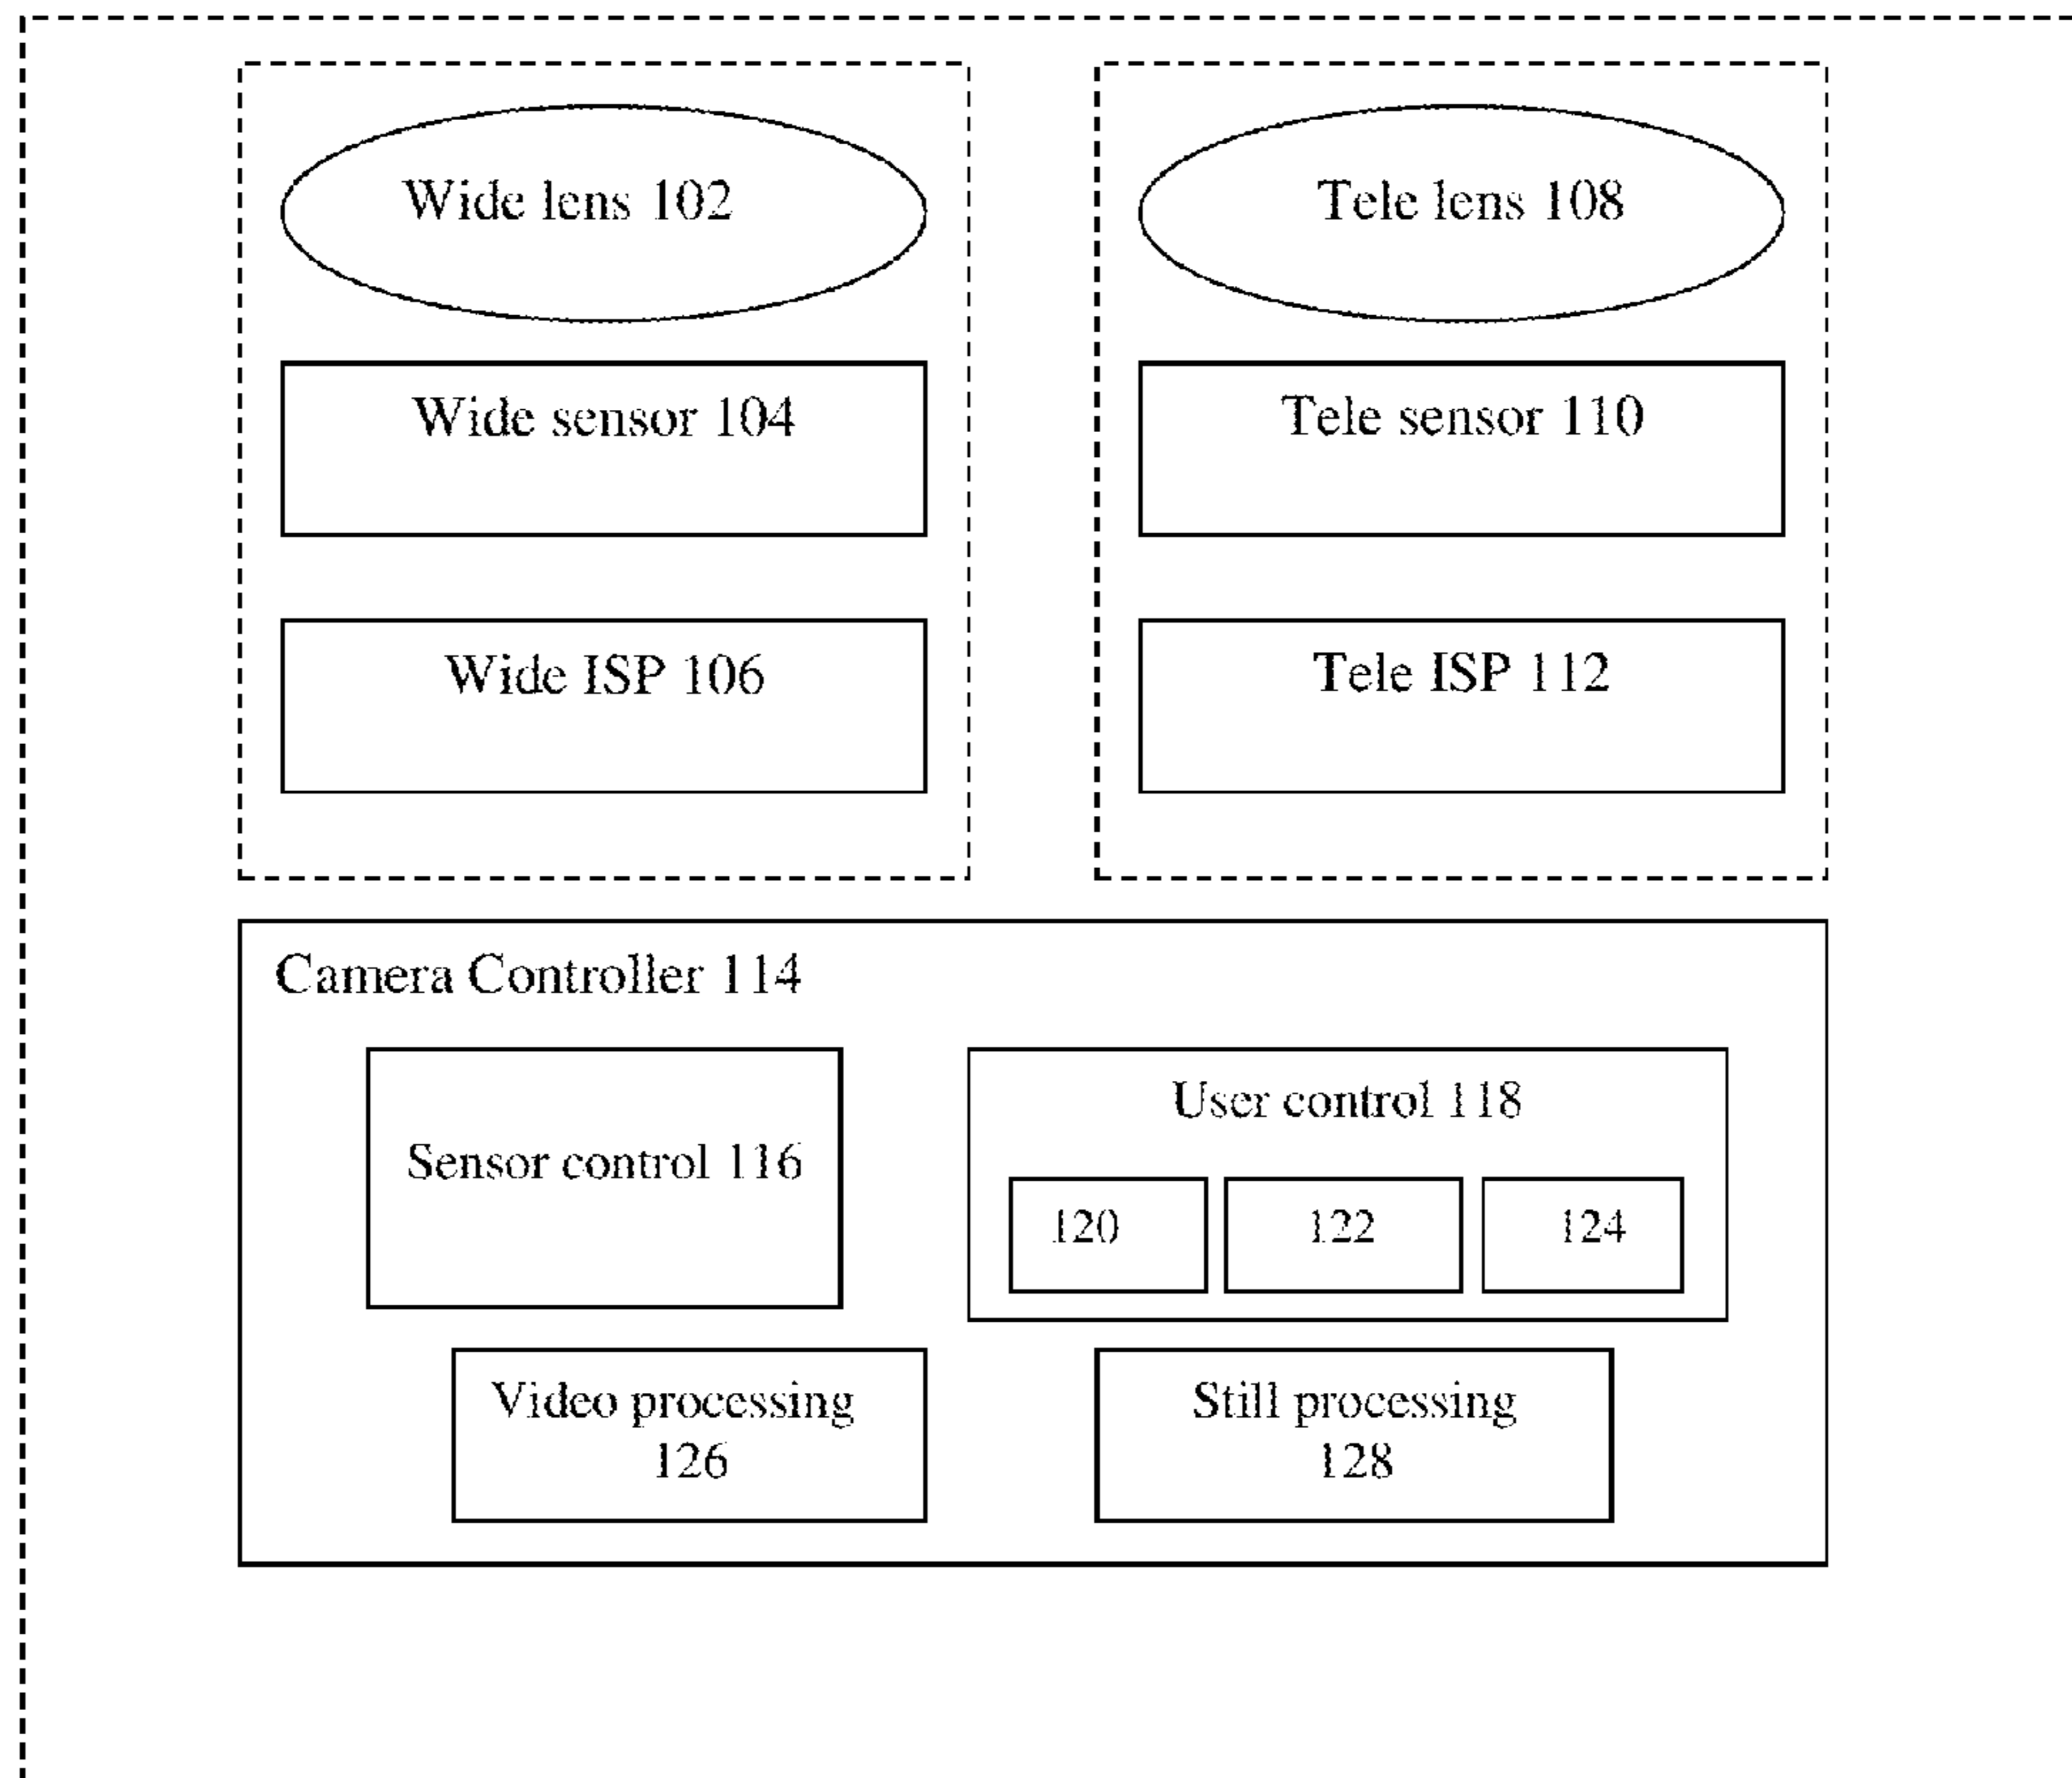 Wide lens 102
Tele lens 108
Wide sensor 104
Tele sensor 110
Wide ISP 106
Tele ISP 112
Camera Controller 114
Sensor control 116
User control 118
120
122
124
Video processing
126
Still processing
128